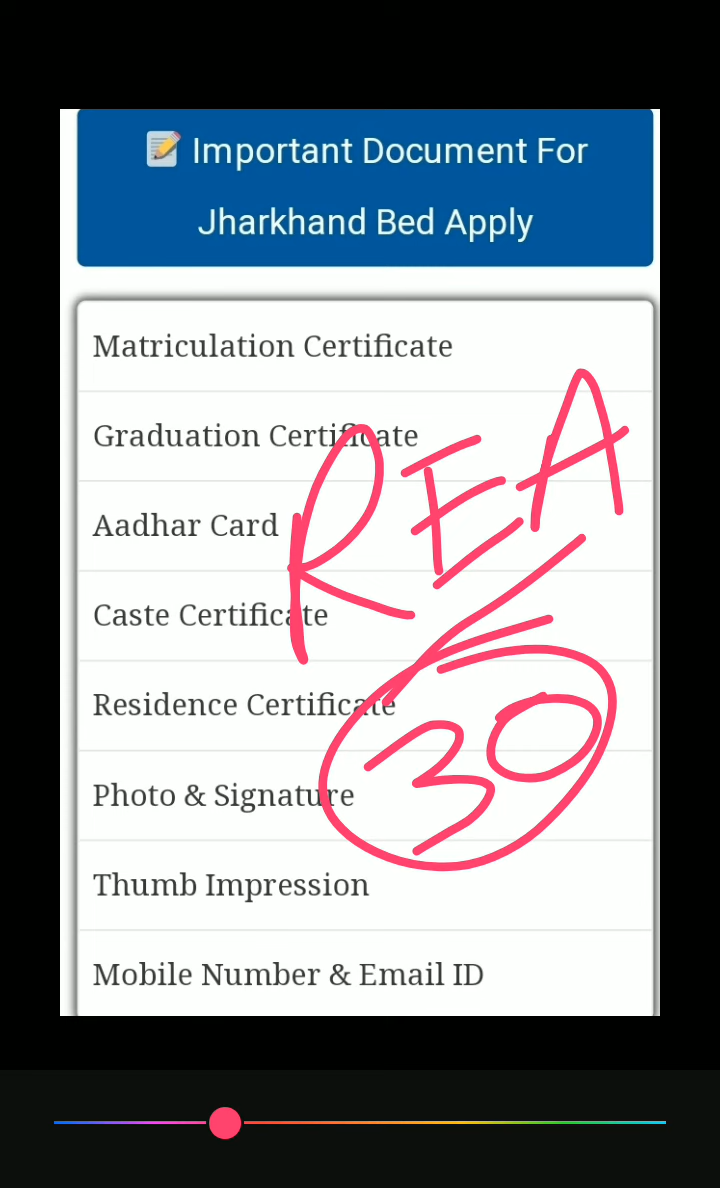 📝 Important Document For
Jharkhand Bed Apply
Matriculation Certificate
Graduation Certificate
Aadhar Card
Caste Certificate
Residence Certificate
Photo & Signature
Thumb Impression
Mobile Number & Email ID
REA
30